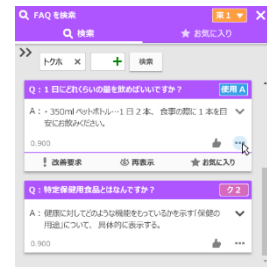 FAQ を検索
東1
検索
お気に入り
トクホ
検索
Q：1 日にどれくらいの量を飲めばいいですか？
使用 A
A：・350mlペットボトル…1 日 2 本、 食事の際に 1 本を目
安にお飲みください。
0.900
改善要求
再表示
お気に入り
Q：特定保健用食品とはなんですか？
ク2
A： 健康に対してどのような機能をもっているかを示す「保健の
用途」について、 具体的に表示する。
0.900